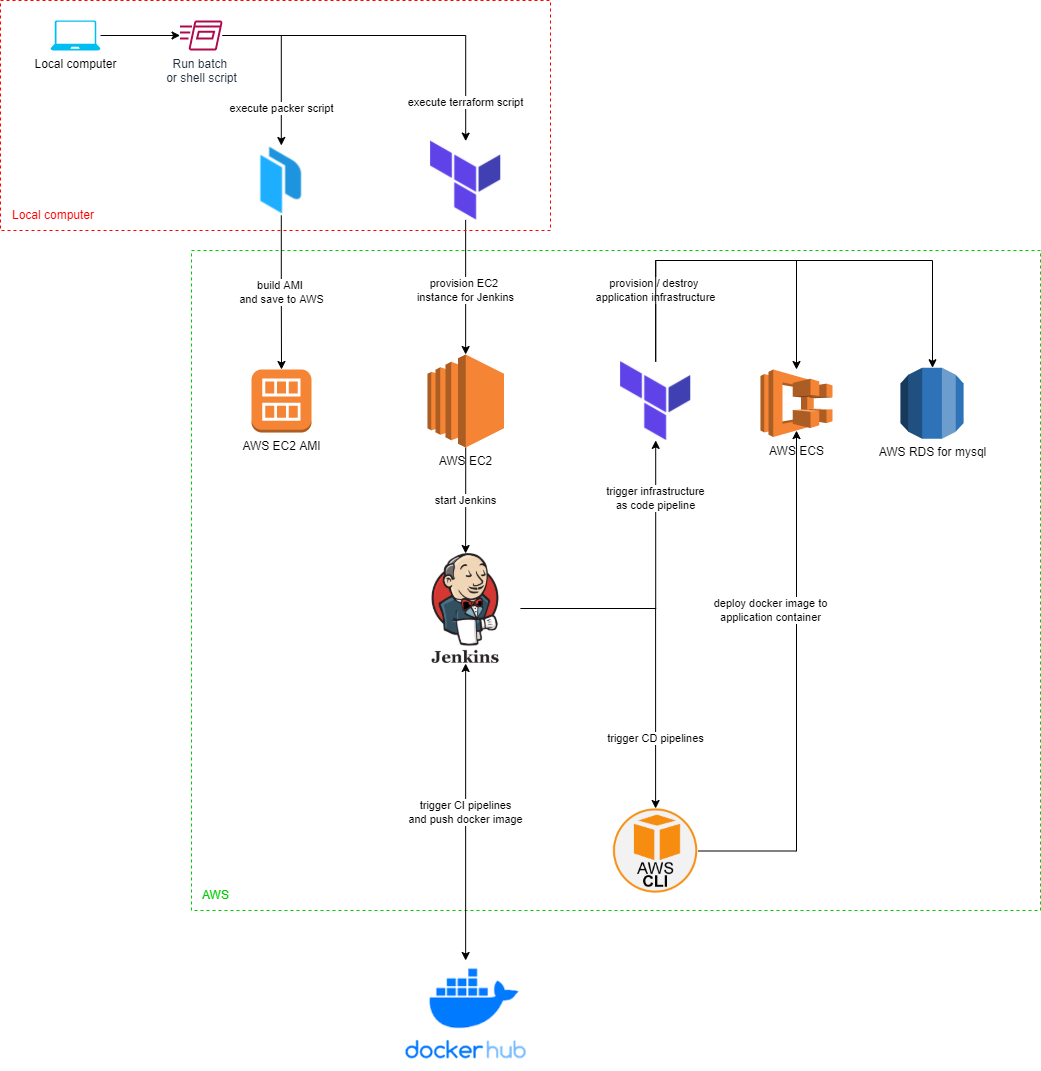 Local computer
Run batch
or shell script
execute packer script
execute terraform script
Local computer
build AMI
and save to AWS
provision EC2
instance for Jenkins
provision / destroy
application infrastructure
AWS EC2 AMI
AWS EC2
AWS ECS
AWS RDS for mysql
start Jenkins
trigger infrastructure
as code pipeline
Jenkins
deploy docker image to
application container
trigger CD pipelines
trigger CI pipelines
and push docker image
AWS
CLI
AWS
docker hub